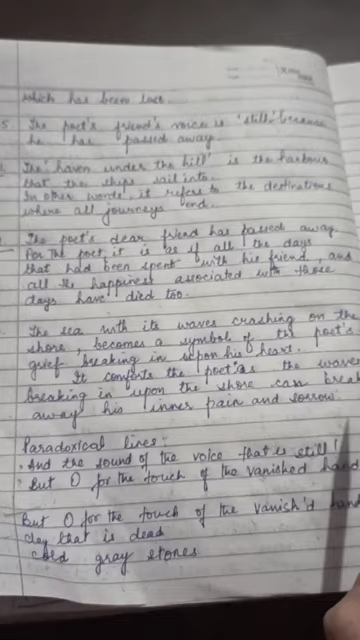 which has been lost.
5 The poet's friend's voice is 'still' because
he has passed away.
The 'haven under the hill' is the harbour
that the ships sail into.
In other words, it refers to the destination
where all journeys end.
The poet's dear friend has passed away.
For the poet, it is as if all the days
that had been spent with his friend, and
all the happiness associated with those
days have died too.
The sea with its waves crashing on the
shore, becomes a symbol of the poet's
grief breaking in upon his heart.
It comforts the poet as the waves
breaking in upon the shore can break
away his inner pain and sorrow.
Paradoxical lines:
And the sound of the voice that is still!
But O for the touch of the vanished hand
But O for the touch of the vanish'd hand
day that is dead
cold gray stones